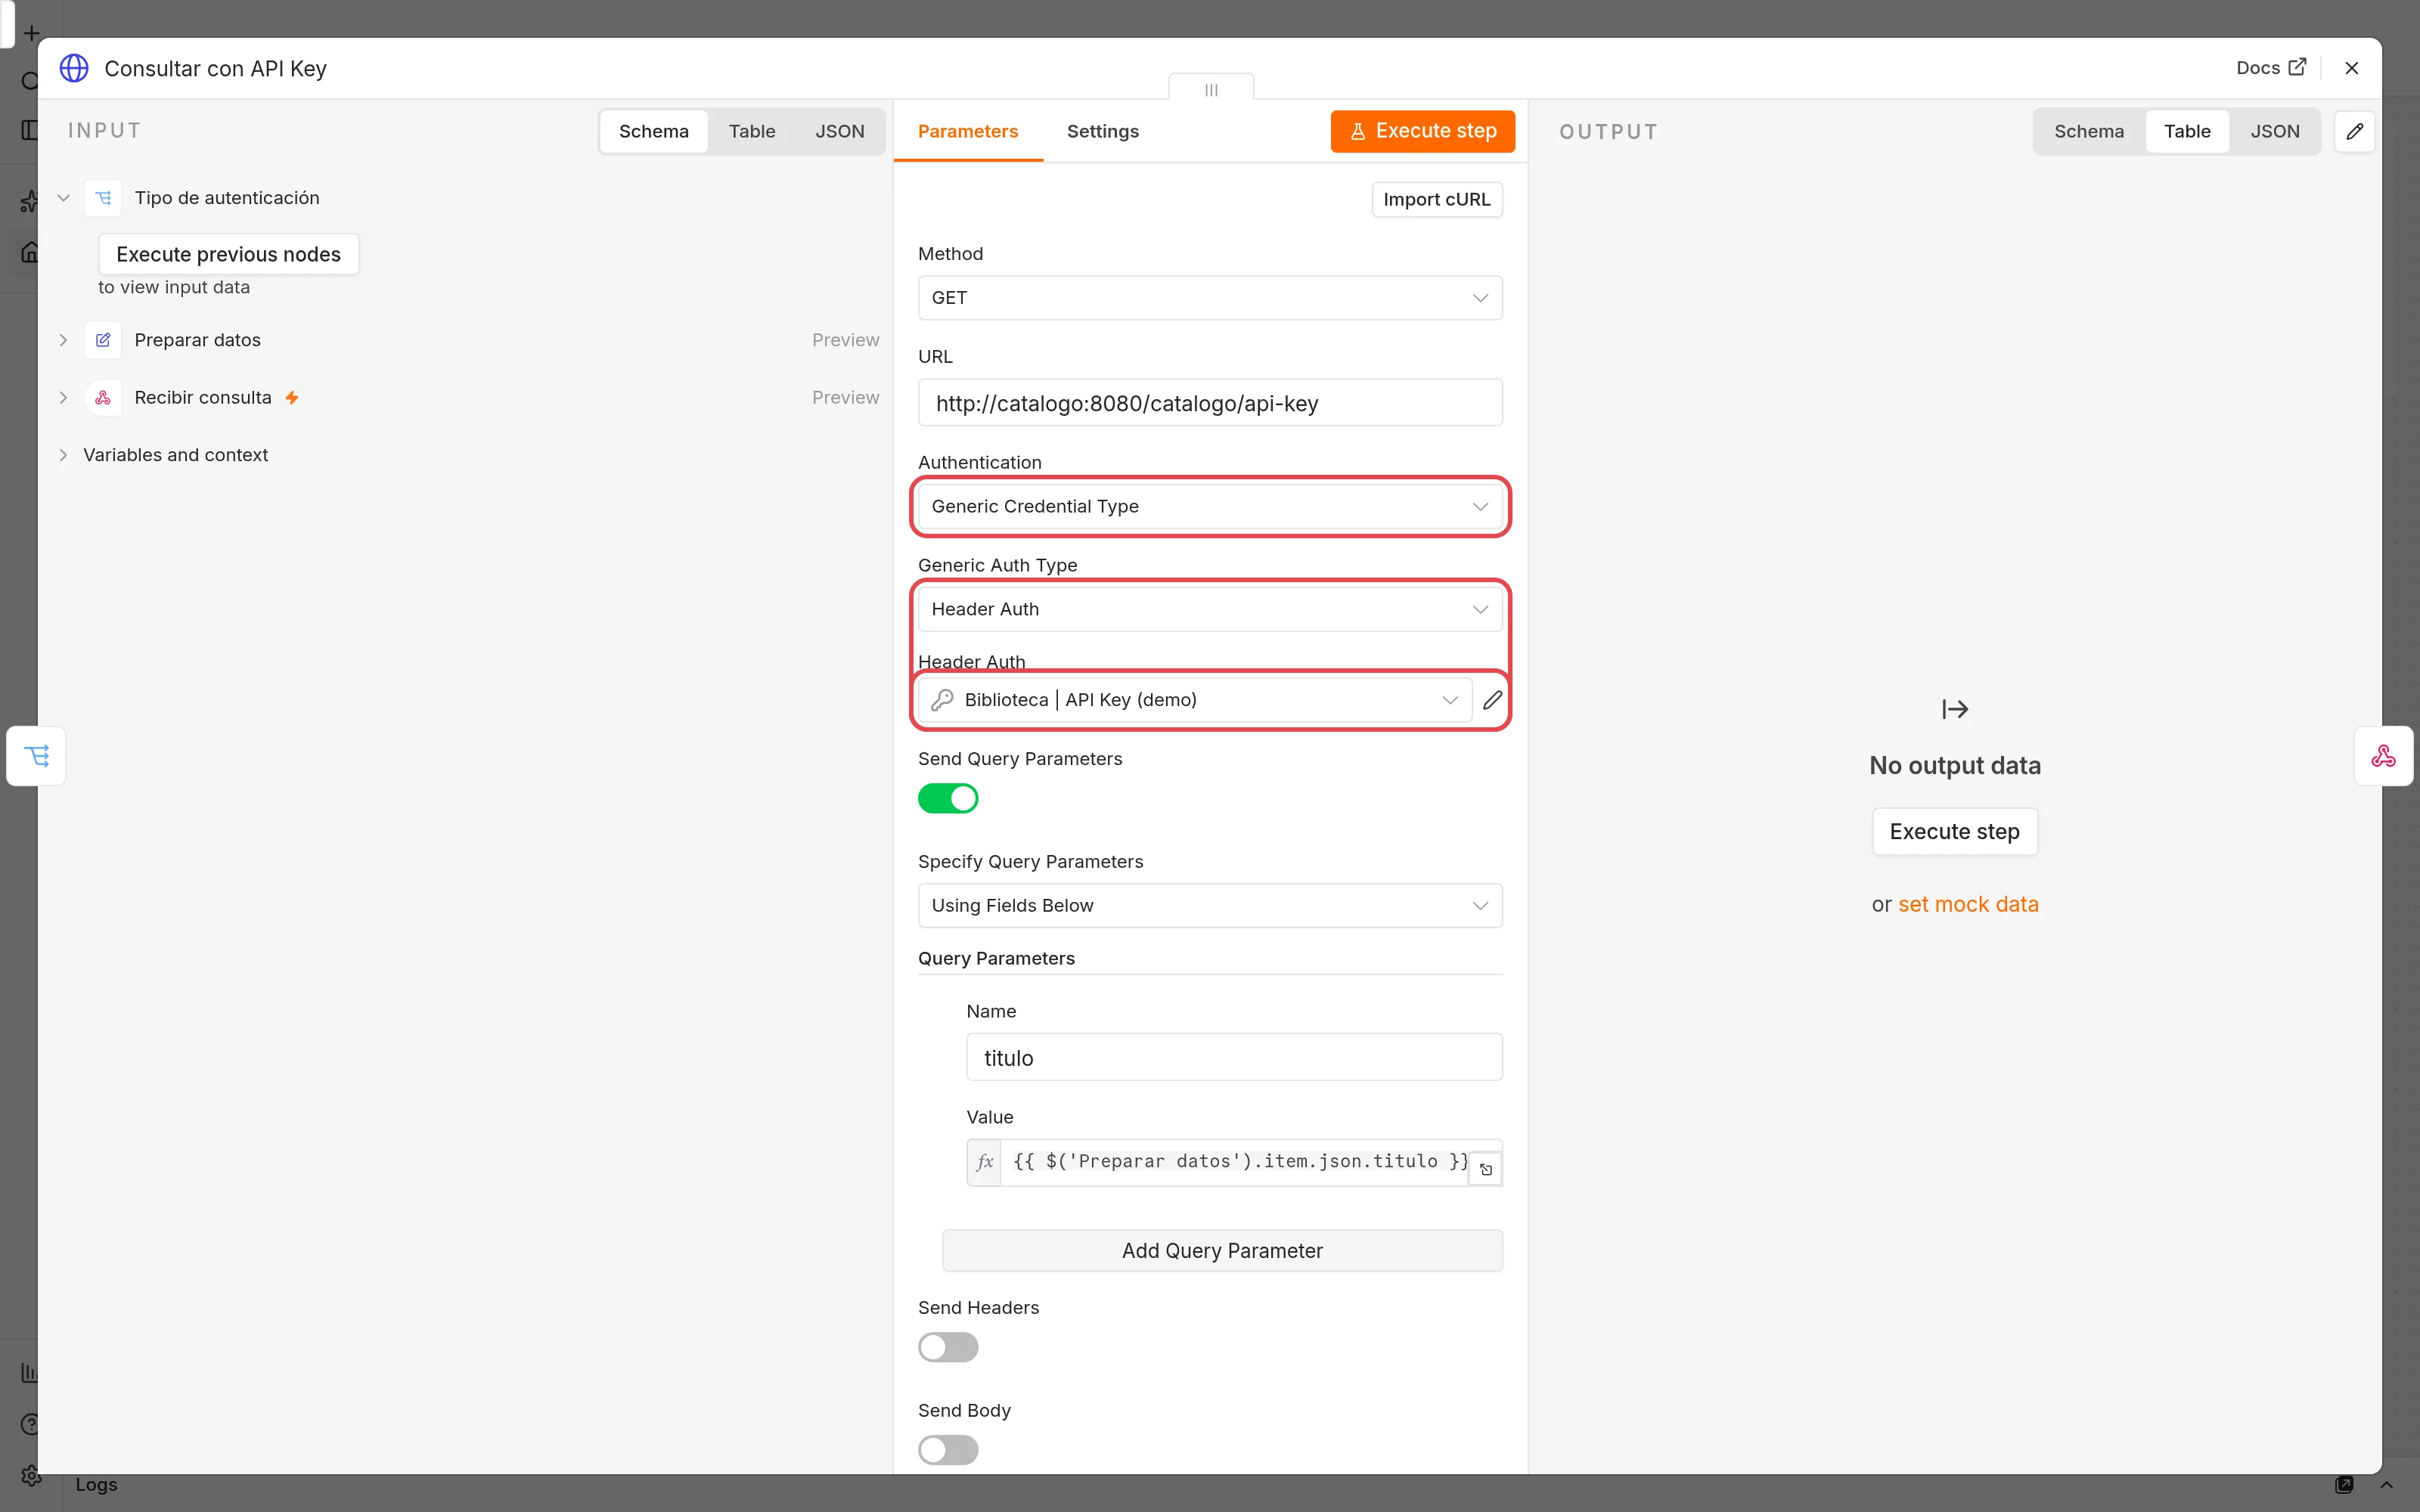 Consultar con API Key
Docs
INPUT
Schema
Table
JSON
Tipo de autenticación
Execute previous nodes
to view input data
Preparar datos
Preview
Recibir consulta
Preview
Variables and context
Parameters
Settings
Execute step
Import cURL
Method
GET
URL
http://catalogo:8080/catalogo/api-key
Authentication
Generic Credential Type
Generic Auth Type
Header Auth
Header Auth
Biblioteca | API Key (demo)
Send Query Parameters
Specify Query Parameters
Using Fields Below
Query Parameters
Name
titulo
Value
fx
{{ $('Preparar datos').item.json.titulo }}
Add Query Parameter
Send Headers
Send Body
OUTPUT
Schema
Table
JSON
No output data
Execute step
or set mock data
Logs